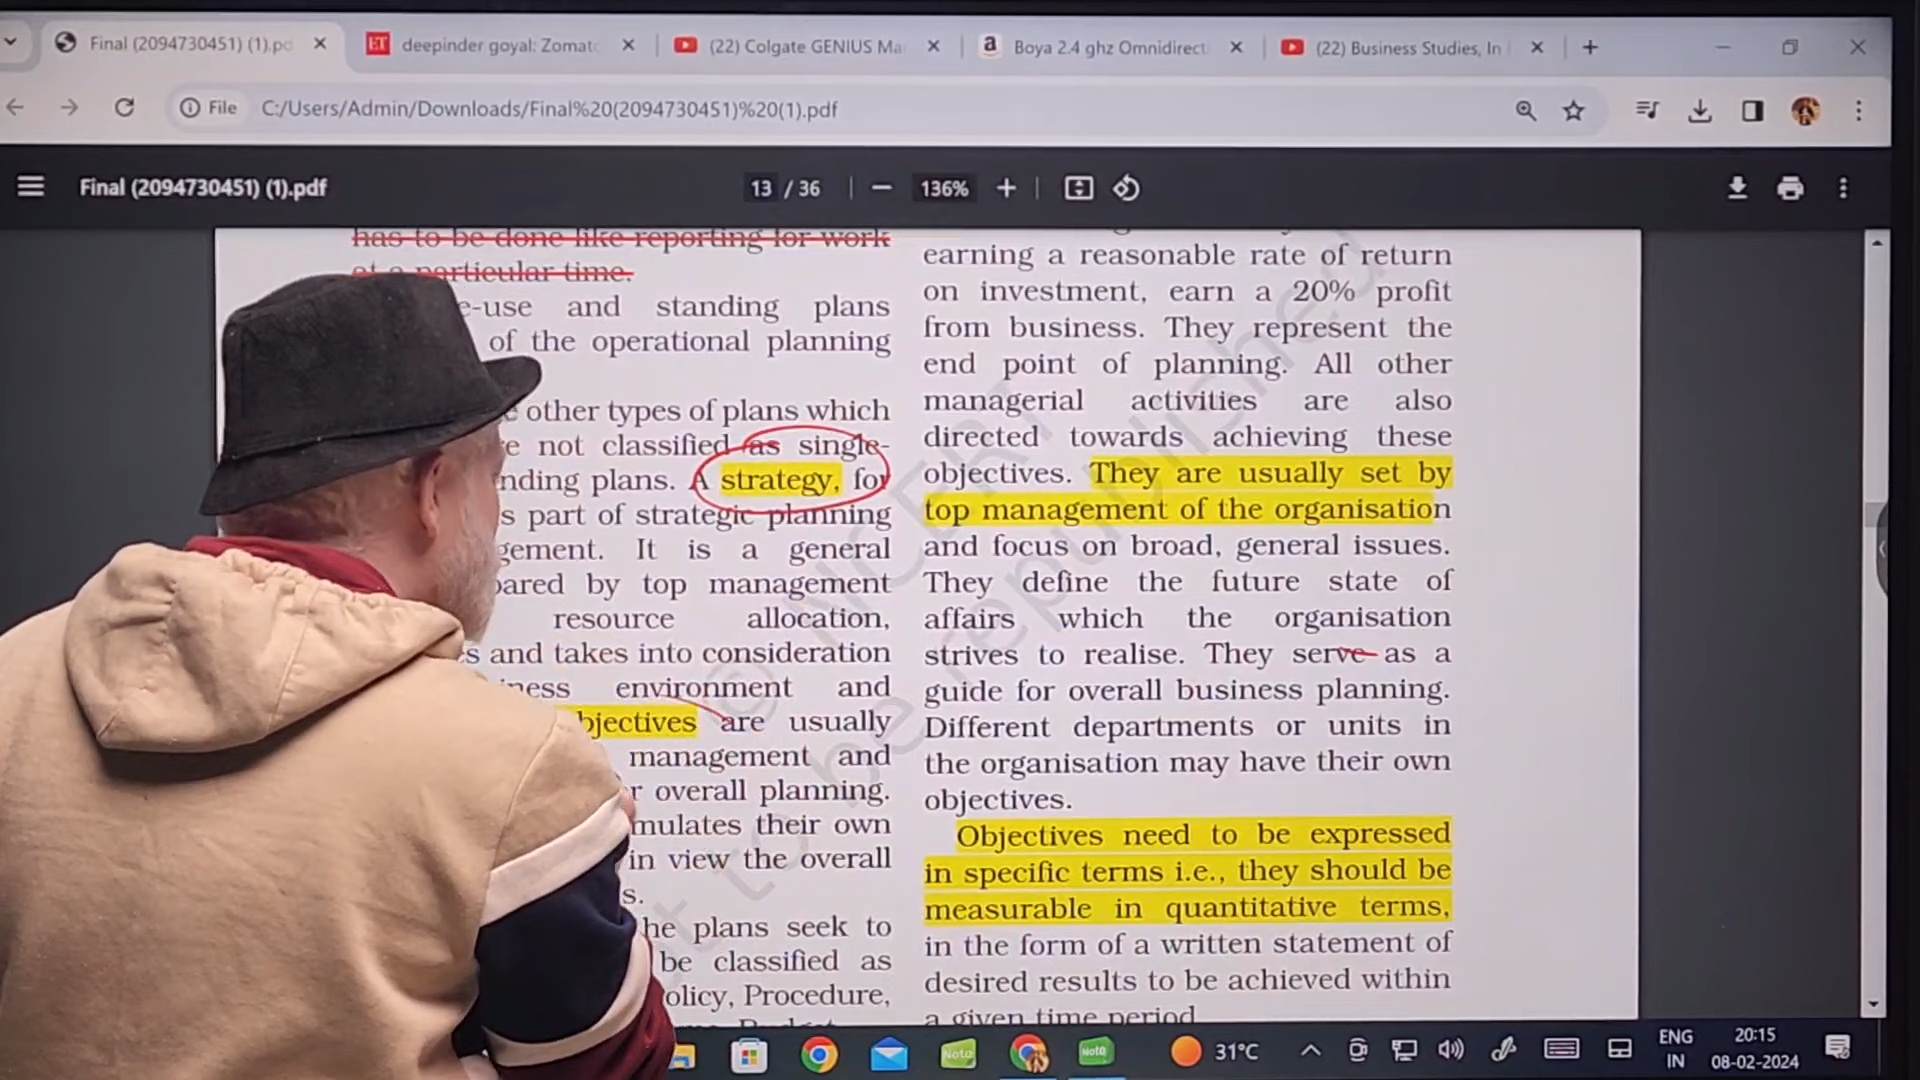 Final (2094730451) (1).pd
deepinder goyal: Zomat
(22) Colgate GENIUS Ma
Boya 2.4 ghz Omnidirect
(22) Business Studies, In
File C:/Users/Admin/Downloads/Final%20(2094730451)%20(1).pdf
Final (2094730451) (1).pdf
13 / 36
136%
has to be done like reporting for work
at a particular time.
e-use and standing plans
of the operational planning
other types of plans which
e not classified as single-
nding plans. A strategy, for
s part of strategic planning
gement. It is a general
pared by top management
resource allocation,
s and takes into consideration
ness environment and
bjectives are usually
management and
r overall planning.
mulates their own
in view the overall
s.
he plans seek to
be classified as
olicy, Procedure,
earning a reasonable rate of return
on investment, earn a 20% profit
from business. They represent the
end point of planning. All other
managerial activities are also
directed towards achieving these
objectives. They are usually set by
top management of the organisation
and focus on broad, general issues.
They define the future state of
affairs which the organisation
strives to realise. They serve as a
guide for overall business planning.
Different departments or units in
the organisation may have their own
objectives.
Objectives need to be expressed
in specific terms i.e., they should be
measurable in quantitative terms,
in the form of a written statement of
desired results to be achieved within
a given time period
© NCERT
to be republished
31°C
ENG
IN
20:15
08-02-2024